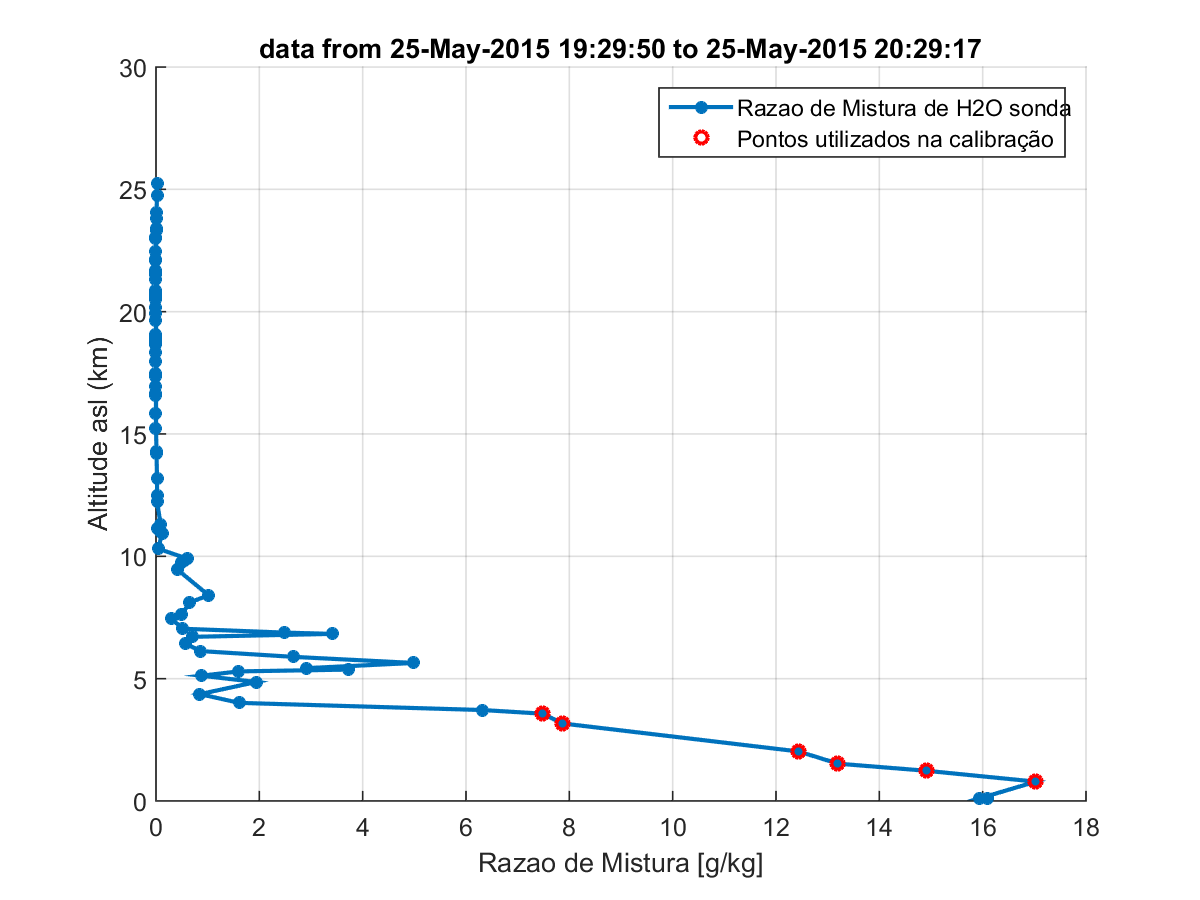 data from 25-May-2015 19:29:50 to 25-May-2015 20:29:17
Razao de Mistura de H2O sonda
Pontos utilizados na calibração
Altitude asl (km)
30
25
20
15
10
5
0
0 2 4 6 8 10 12 14 16 18
Razao de Mistura [g/kg]